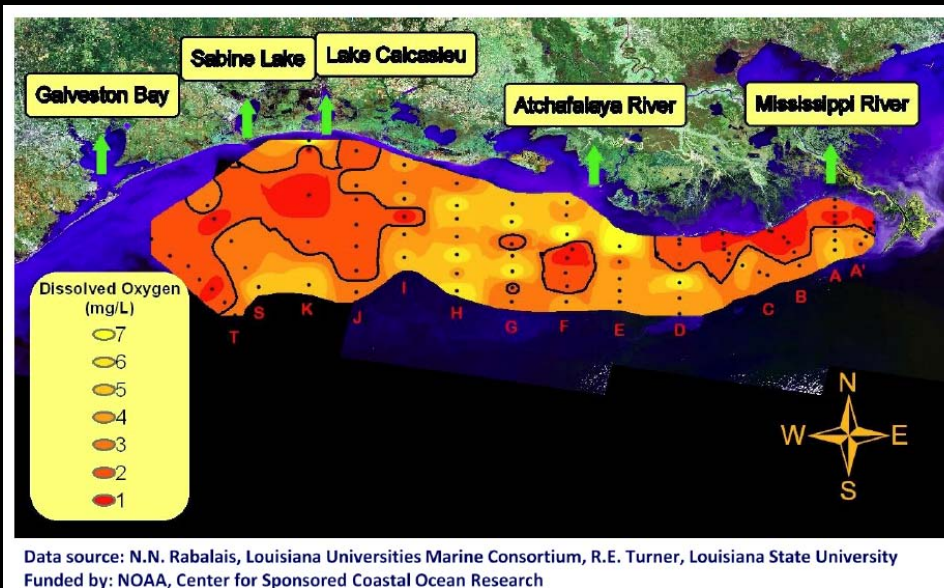 Sabine Lake
Lake Calcasieu
Galveston Bay
Atchafalaya River
Mississippi River
Dissolved Oxygen
(mg/L)
7
6
5
4
3
2
1
T
S
K
J
I
H
G
F
E
D
C
B
A
A'
N
W
E
S
Data source: N.N. Rabalais, Louisiana Universities Marine Consortium, R.E. Turner, Louisiana State University
Funded by: NOAA, Center for Sponsored Coastal Ocean Research